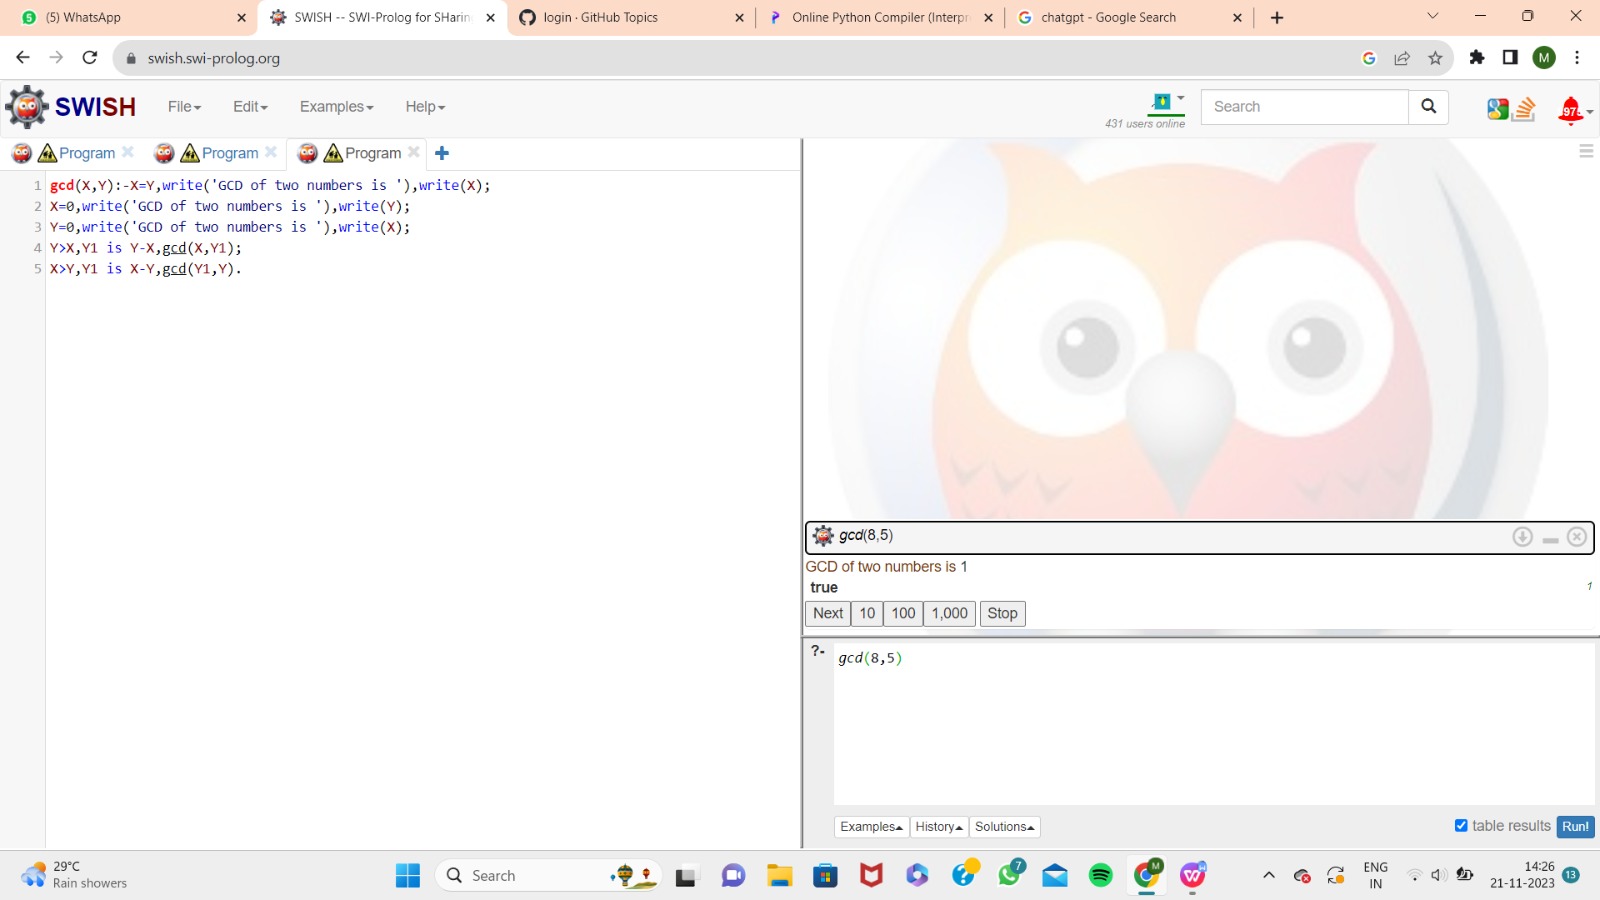 (5) WhatsApp
SWISH -- SWI-Prolog for SHarin
login · GitHub Topics
Online Python Compiler (Interpr
chatgpt - Google Search
swish.swi-prolog.org
M
SWISH
File
Edit
Examples
Help
431 users online
Search
Program
Program
Program
1 gcd(X,Y):-X=Y,write('GCD of two numbers is '),write(X);
2 X=0,write('GCD of two numbers is '),write(Y);
3 Y=0,write('GCD of two numbers is '),write(X);
4 Y>X,Y1 is Y-X,gcd(X,Y1);
5 X>Y,Y1 is X-Y,gcd(Y1,Y).
gcd(8,5)
GCD of two numbers is 1
true
1
Next 10 100 1,000 Stop
?- gcd(8,5)
Examples History Solutions
table results Run!
29°C
Rain showers
Search
7
M
ENG
IN
14:26
21-11-2023
13